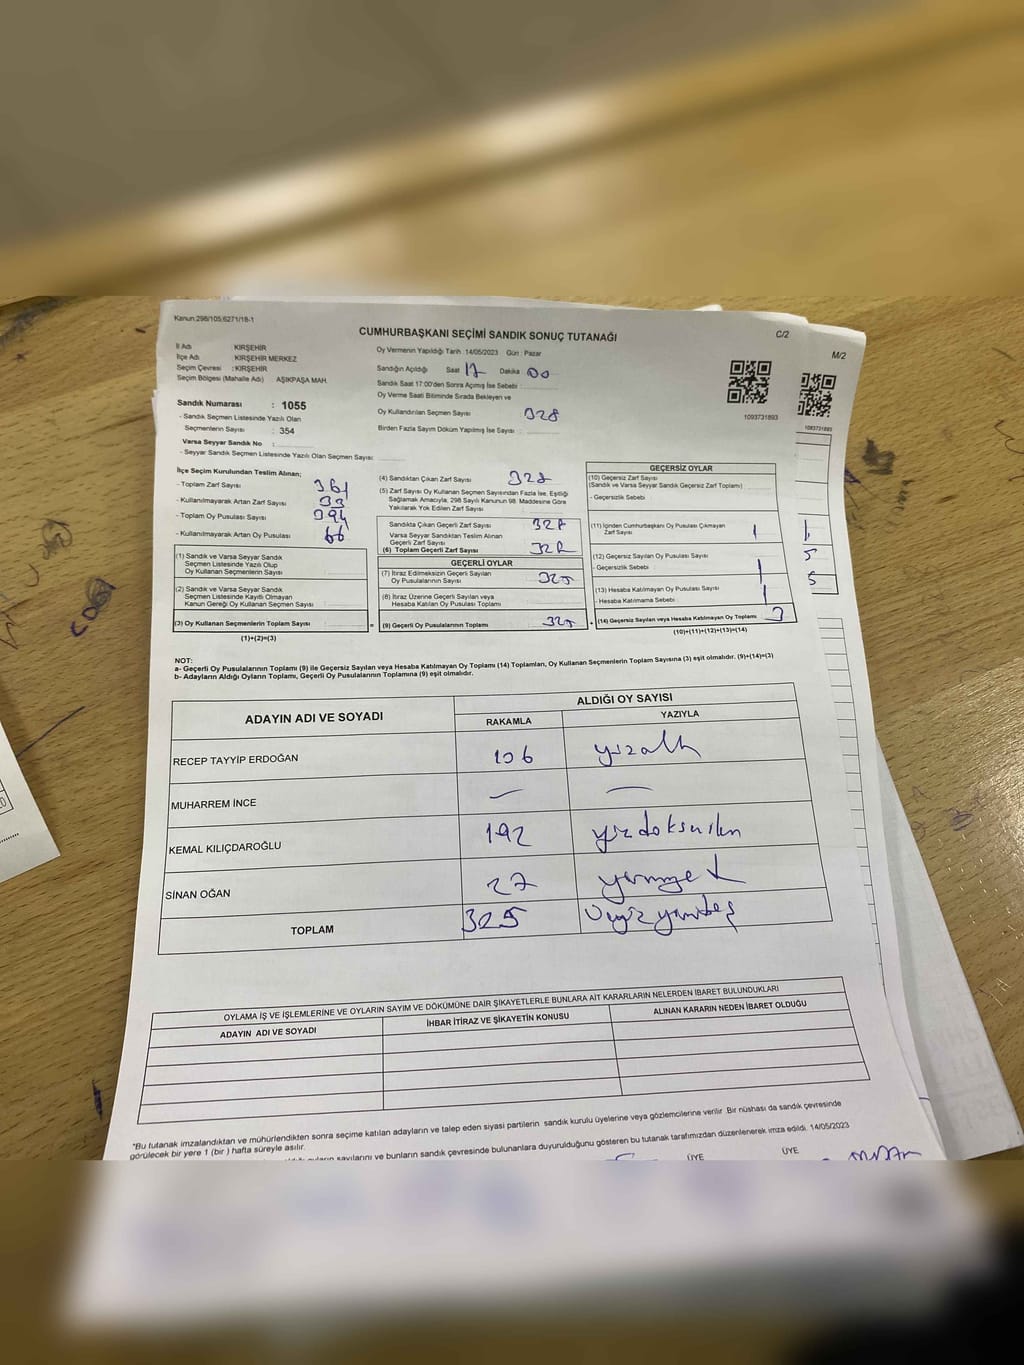 Kanun:298/105;6271/18-1
CUMHURBAŞKANI SEÇİMİ SANDIK SONUÇ TUTANAĞI
C/2
M/2
İl Adı : KIRŞEHİR
İlçe Adı : KIRŞEHİR MERKEZ
Seçim Çevresi : KIRŞEHİR
Seçim Bölgesi (Mahalle Adı) : AŞIKPAŞA MAH.
Oy Vermenin Yapıldığı Tarih :14/05/2023 Gün : Pazar
Sandığın Açıldığı Saat 17 Dakika 00
Sandık Saat 17:00'den Sonra Açılmış İse Sebebi :
Oy Verme Saati Bitiminde Sırada Bekleyen ve
Oy Kullandırılan Seçmen Sayısı 328
Birden Fazla Sayım Döküm Yapılmış İse Sayısı :
1093731893
1093731893
Sandık Numarası : 1055
- Sandık Seçmen Listesinde Yazılı Olan
Seçmenlerin Sayısı : 354
Varsa Seyyar Sandık No :
- Seyyar Sandık Seçmen Listesinde Yazılı Olan Seçmen Sayısı:
İlçe Seçim Kurulundan Teslim Alınan;
- Toplam Zarf Sayısı 361
- Kullanılmayarak Artan Zarf Sayısı 33
- Toplam Oy Pusulası Sayısı 394
- Kullanılmayarak Artan Oy Pusulası 66
(1) Sandık ve Varsa Seyyar Sandık
Seçmen Listesinde Yazılı Olup
Oy Kullanan Seçmenlerin Sayısı :
(2) Sandık ve Varsa Seyyar Sandık
Seçmen Listesinde Kayıtlı Olmayan
Kanun Gereği Oy Kullanan Seçmen Sayısı :
(3) Oy Kullanan Seçmenlerin Toplam Sayısı :
(1)+(2)=(3)
(4) Sandıktan Çıkan Zarf Sayısı 328
(5) Zarf Sayısı Oy Kullanan Seçmen Sayısından Fazla İse, Eşitliği
Sağlamak Amacıyla, 298 Sayılı Kanunun 98. Maddesine Göre
Yakılarak Yok Edilen Zarf Sayısı
Sandıkta Çıkan Geçerli Zarf Sayısı 328
Varsa Seyyar Sandıktan Teslim Alınan
Geçerli Zarf Sayısı
(6) Toplam Geçerli Zarf Sayısı 328
GEÇERLİ OYLAR
(7) İtiraz Edilmeksizin Geçerli Sayılan
Oy Pusulalarının Sayısı 325
(8) İtiraz Üzerine Geçerli Sayılan veya
Hesaba Katılan Oy Pusulası Toplamı
= (9) Geçerli Oy Pusulalarının Toplamı 325
GEÇERSİZ OYLAR
(10) Geçersiz Zarf Sayısı
(Sandık ve Varsa Seyyar Sandık Geçersiz Zarf Toplamı)
- Geçersizlik Sebebi
(11) İçinden Cumhurbaşkanı Oy Pusulası Çıkmayan
Zarf Sayısı 1
(12) Geçersiz Sayılan Oy Pusulası Sayısı
- Geçersizlik Sebebi 1
(13) Hesaba Katılmayan Oy Pusulası Sayısı
- Hesaba Katılmama Sebebi 1
+ (14) Geçersiz Sayılan veya Hesaba Katılmayan Oy Toplamı 3
(10)+(11)+(12)+(13)=(14)
1
5
5
NOT:
a- Geçerli Oy Pusulalarının Toplamı (9) ile Geçersiz Sayılan veya Hesaba Katılmayan Oy Toplamı (14) Toplamları, Oy Kullanan Seçmenlerin Toplam Sayısına (3) eşit olmalıdır. (9)+(14)=(3)
b- Adayların Aldığı Oyların Toplamı, Geçerli Oy Pusulalarının Toplamına (9) eşit olmalıdır.
ADAYIN ADI VE SOYADI
ALDIĞI OY SAYISI
RAKAMLA YAZIYLA
RECEP TAYYİP ERDOĞAN 106 yüzaltı
MUHARREM İNCE — —
KEMAL KILIÇDAROĞLU 192 yüzdoksaniki
SİNAN OĞAN 27 yirmiyedi
TOPLAM 325 üçyüzyirmibeş
OYLAMA İŞ VE İŞLEMLERİNE VE OYLARIN SAYIM VE DÖKÜMÜNE DAİR ŞİKAYETLERLE BUNLARA AİT KARARLARIN NELERDEN İBARET BULUNDUKLARI
ADAYIN ADI VE SOYADI İHBAR İTİRAZ VE ŞİKAYETİN KONUSU ALINAN KARARIN NEDEN İBARET OLDUĞU
"Bu tutanak imzalandıktan ve mühürlendikten sonra seçime katılan adayların ve talep eden siyasi partilerin sandık kurulu üyelerine veya gözlemcilerine verilir. Bir nüshası da sandık çevresinde
görülecek bir yere 1 (bir ) hafta süreyle asılır.
sayılarını ve bunların sandık çevresinde bulunanlara duyurulduğunu gösteren bu tutanak tarafımızdan düzenlenerek imza edildi. 14/05/2023
ÜYE ÜYE